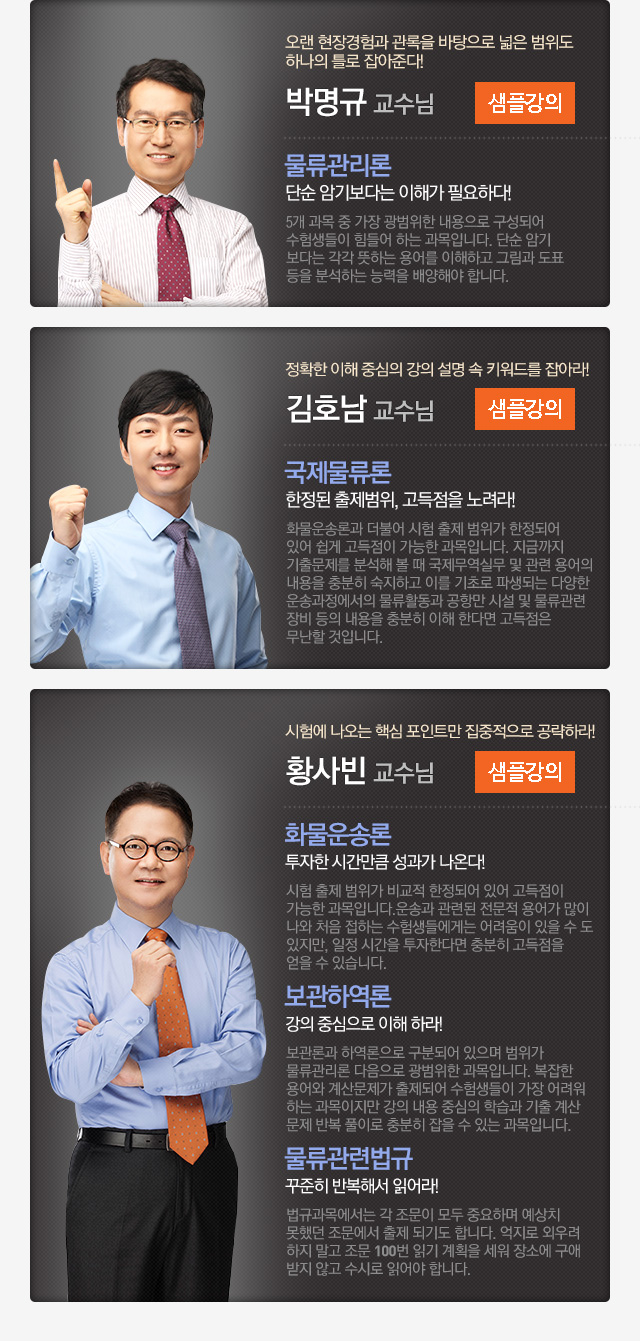 오랜 현장경험과 관록을 바탕으로 넓은 범위도
하나의 틀로 잡아준다!
박명규 교수님
샘플강의
물류관리론
단순 암기보다는 이해가 필요하다!
5개 과목 중 가장 광범위한 내용으로 구성되어
수험생들이 힘들어 하는 과목입니다. 단순 암기
보다는 각각 뜻하는 용어를 이해하고 그림과 도표
등을 분석하는 능력을 배양해야 합니다.
정확한 이해 중심의 강의 설명 속 키워드를 잡아라!
김호남 교수님
샘플강의
국제물류론
한정된 출제범위, 고득점을 노려라!
화물운송론과 더불어 시험 출제 범위가 한정되어
있어 쉽게 고득점이 가능한 과목입니다. 지금까지
기출문제를 분석해 볼 때 국제무역실무 및 관련 용어의
내용을 충분히 숙지하고 이를 기초로 파생되는 다양한
운송과정에서의 물류활동과 공항만 시설 및 물류관련
장비 등의 내용을 충분히 이해 한다면 고득점은
무난할 것입니다.
시험에 나오는 핵심 포인트만 집중적으로 공략하라!
황사빈 교수님
샘플강의
화물운송론
투자한 시간만큼 성과가 나온다!
시험 출제 범위가 비교적 한정되어 있어 고득점이
가능한 과목입니다.운송과 관련된 전문적 용어가 많이
나와 처음 접하는 수험생들에게는 어려움이 있을 수 도
있지만, 일정 시간을 투자한다면 충분히 고득점을
얻을 수 있습니다.
보관하역론
강의 중심으로 이해 하라!
보관론과 하역론으로 구분되어 있으며 범위가
물류관리론 다음으로 광범위한 과목입니다. 복잡한
용어와 계산문제가 출제되어 수험생들이 가장 어려워
하는 과목이지만 강의 내용 중심의 학습과 기출 계산
문제 반복 풀이로 충분히 잡을 수 있는 과목입니다.
물류관련법규
꾸준히 반복해서 읽어라!
법규과목에서는 각 조문이 모두 중요하며 예상치
못했던 조문에서 출제 되기도 합니다. 억지로 외우려
하지 말고 조문 100번 읽기 계획을 세워 장소에 구애
받지 않고 수시로 읽어야 합니다.